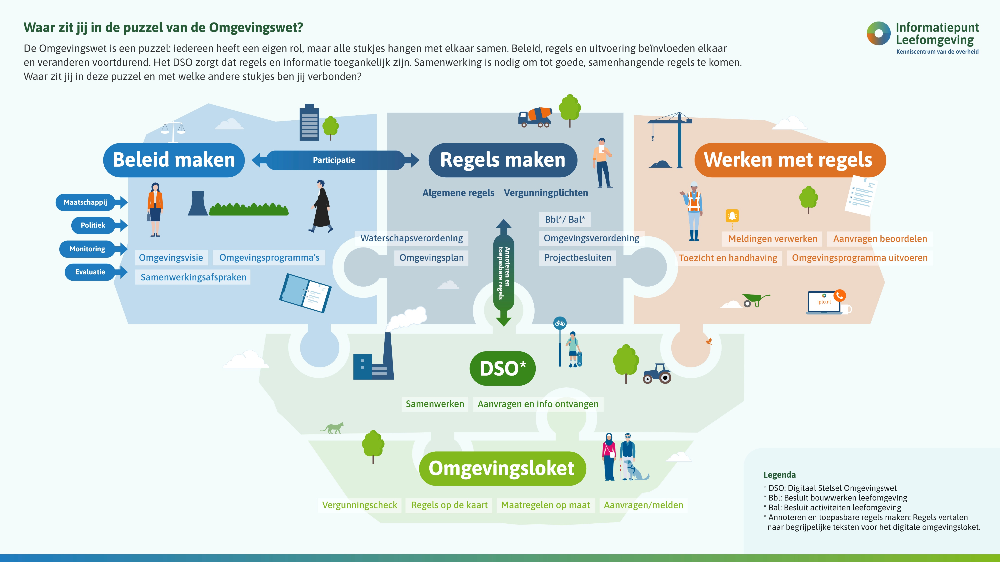 Waar zit jij in de puzzel van de Omgevingswet?
De Omgevingswet is een puzzel: iedereen heeft een eigen rol, maar alle stukjes hangen met elkaar samen. Beleid, regels en uitvoering beïnvloeden elkaar
en veranderen voortdurend. Het DSO zorgt dat regels en informatie toegankelijk zijn. Samenwerking is nodig om tot goede, samenhangende regels te komen.
Waar zit jij in deze puzzel en met welke andere stukjes ben jij verbonden?
Informatiepunt
Leefomgeving
Kenniscentrum van de overheid
Beleid maken
Participatie
Regels maken
Werken met regels
Maatschappij
Politiek
Monitoring
Evaluatie
Omgevingsvisie
Omgevingsprogramma's
Samenwerkingsafspraken
Algemene regels
Vergunningplichten
Waterschapsverordening
Omgevingsplan
Bbl*/ Bal*
Omgevingsverordening
Projectbesluiten
Annoteren en
toepasbare regels
Meldingen verwerken
Aanvragen beoordelen
Toezicht en handhaving
Omgevingsprogramma uitvoeren
iplo.nl
DSO*
Samenwerken
Aanvragen en info ontvangen
Omgevingsloket
Vergunningscheck
Regels op de kaart
Maatregelen op maat
Aanvragen/melden
Legenda
* DSO: Digitaal Stelsel Omgevingswet
* Bbl: Besluit bouwwerken leefomgeving
* Bal: Besluit activiteiten leefomgeving
* Annoteren en toepasbare regels maken: Regels vertalen
naar begrijpelijke teksten voor het digitale omgevingsloket.